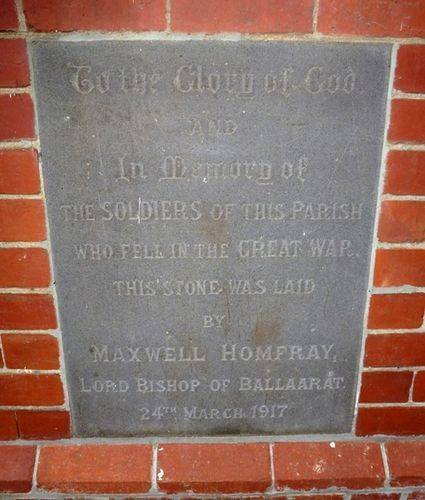 To the Glory of God
AND
In Memory of
THE SOLDIERS OF THIS PARISH
WHO FELL IN THE GREAT WAR.
THIS STONE WAS LAID
BY
MAXWELL HOMFRAY,
LORD BISHOP OF BALLAARAT.
24TH MARCH 1917